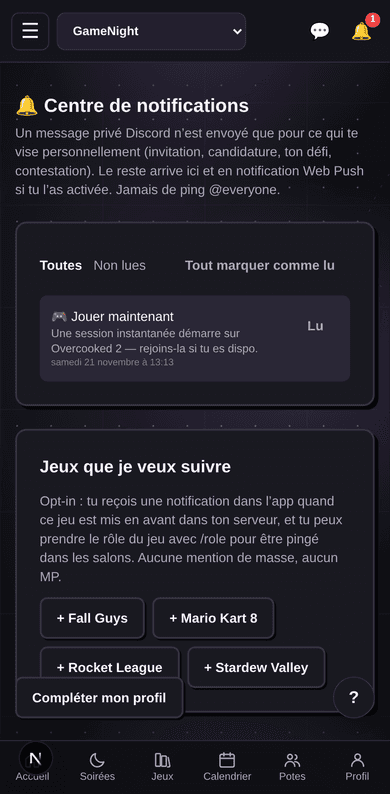 GameNight
1
🔔 Centre de notifications
Un message privé Discord n'est envoyé que pour ce qui te
vise personnellement (invitation, candidature, ton défi,
contestation). Le reste arrive ici et en notification Web Push
si tu l'as activée. Jamais de ping @everyone.
Toutes Non lues Tout marquer comme lu
🎮 Jouer maintenant
Une session instantanée démarre sur
Overcooked 2 — rejoins-la si tu es dispo.
samedi 21 novembre à 13:13
Lu
Jeux que je veux suivre
Opt-in : tu reçois une notification dans l'app quand
ce jeu est mis en avant dans ton serveur, et tu peux
prendre le rôle du jeu avec /role pour être pingé
dans les salons. Aucune mention de masse, aucun
MP.
+ Fall Guys + Mario Kart 8
+ Rocket League + Stardew Valley
Compléter mon profil ?
N
Accueil Soirées Jeux Calendrier Potes Profil